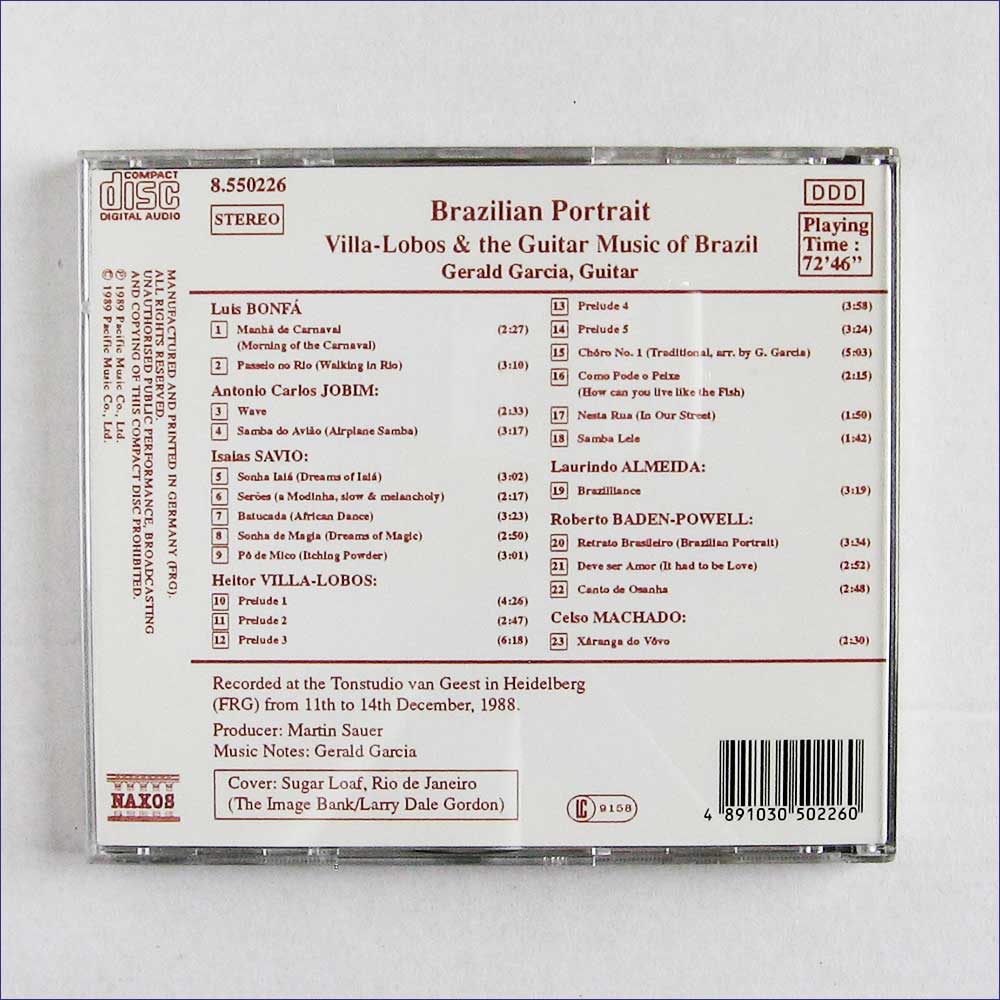 COMPACT
disc
DIGITAL AUDIO
8.550226
STEREO
Brazilian Portrait
Villa-Lobos & the Guitar Music of Brazil
Gerald Garcia, Guitar
DDD
Playing
Time :
72'46"
MANUFACTURED AND PRINTED IN GERMANY (FRG).
ALL RIGHTS RESERVED.
UNAUTHORISED PUBLIC PERFORMANCE, BROADCASTING
AND COPYING OF THIS COMPACT DISC PROHIBITED.
℗ 1989 Pacific Music Co., Ltd.
© 1989 Pacific Music Co., Ltd.
Luis BONFÁ
1 Manhã de Carnaval (2:27)
(Morning of the Carnaval)
2 Passeio no Rio (Walking in Rio) (3:10)
Antonio Carlos JOBIM:
3 Wave (2:33)
4 Samba do Avião (Airplane Samba) (3:17)
Isaias SAVIO:
5 Sonha Iaiá (Dreams of Iaiá) (3:02)
6 Serões (a Modinha, slow & melancholy) (2:17)
7 Batucada (African Dance) (3:23)
8 Sonha de Magia (Dreams of Magic) (2:50)
9 Pô de Mico (Itching Powder) (3:01)
Heitor VILLA-LOBOS:
10 Prelude 1 (4:26)
11 Prelude 2 (2:47)
12 Prelude 3 (6:18)
13 Prelude 4 (3:58)
14 Prelude 5 (3:24)
15 Chôro No. 1 (Traditional, arr. by G. Garcia) (5:03)
16 Como Pode o Peixe (2:15)
(How can you live like the Fish)
17 Nesta Rua (In Our Street) (1:50)
18 Samba Lele (1:42)
Laurindo ALMEIDA:
19 Brazilliance (3:19)
Roberto BADEN-POWELL:
20 Retrato Brasileiro (Brazilian Portrait) (3:34)
21 Deve ser Amor (It had to be Love) (2:52)
22 Canto de Osanha (2:48)
Celso MACHADO:
23 Xâranga do Vôvo (2:30)
Recorded at the Tonstudio van Geest in Heidelberg
(FRG) from 11th to 14th December, 1988.
Producer: Martin Sauer
Music Notes: Gerald Garcia
Cover: Sugar Loaf, Rio de Janeiro
(The Image Bank/Larry Dale Gordon)
NAXOS
LC 9158
4 891030 502260